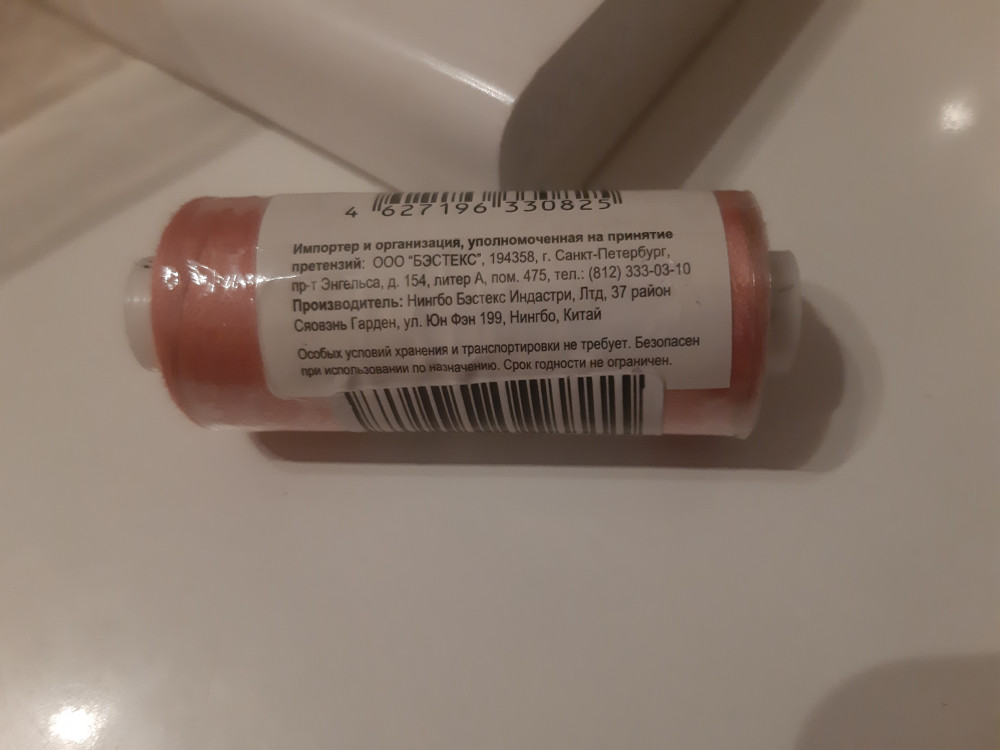 4 627196 330825
Импортер и организация, уполномоченная на принятие
претензий: ООО "БЭСТЕКС", 194358, г. Санкт-Петербург,
пр-т Энгельса, д. 154, литер А, пом. 475, тел.: (812) 333-03-10
Производитель: Нингбо Бэстекс Индастри, Лтд, 37 район
Сяовэнь Гарден, ул. Юн Фэн 199, Нингбо, Китай
Особых условий хранения и транспортировки не требует. Безопасен
при использовании по назначению. Срок годности не ограничен.